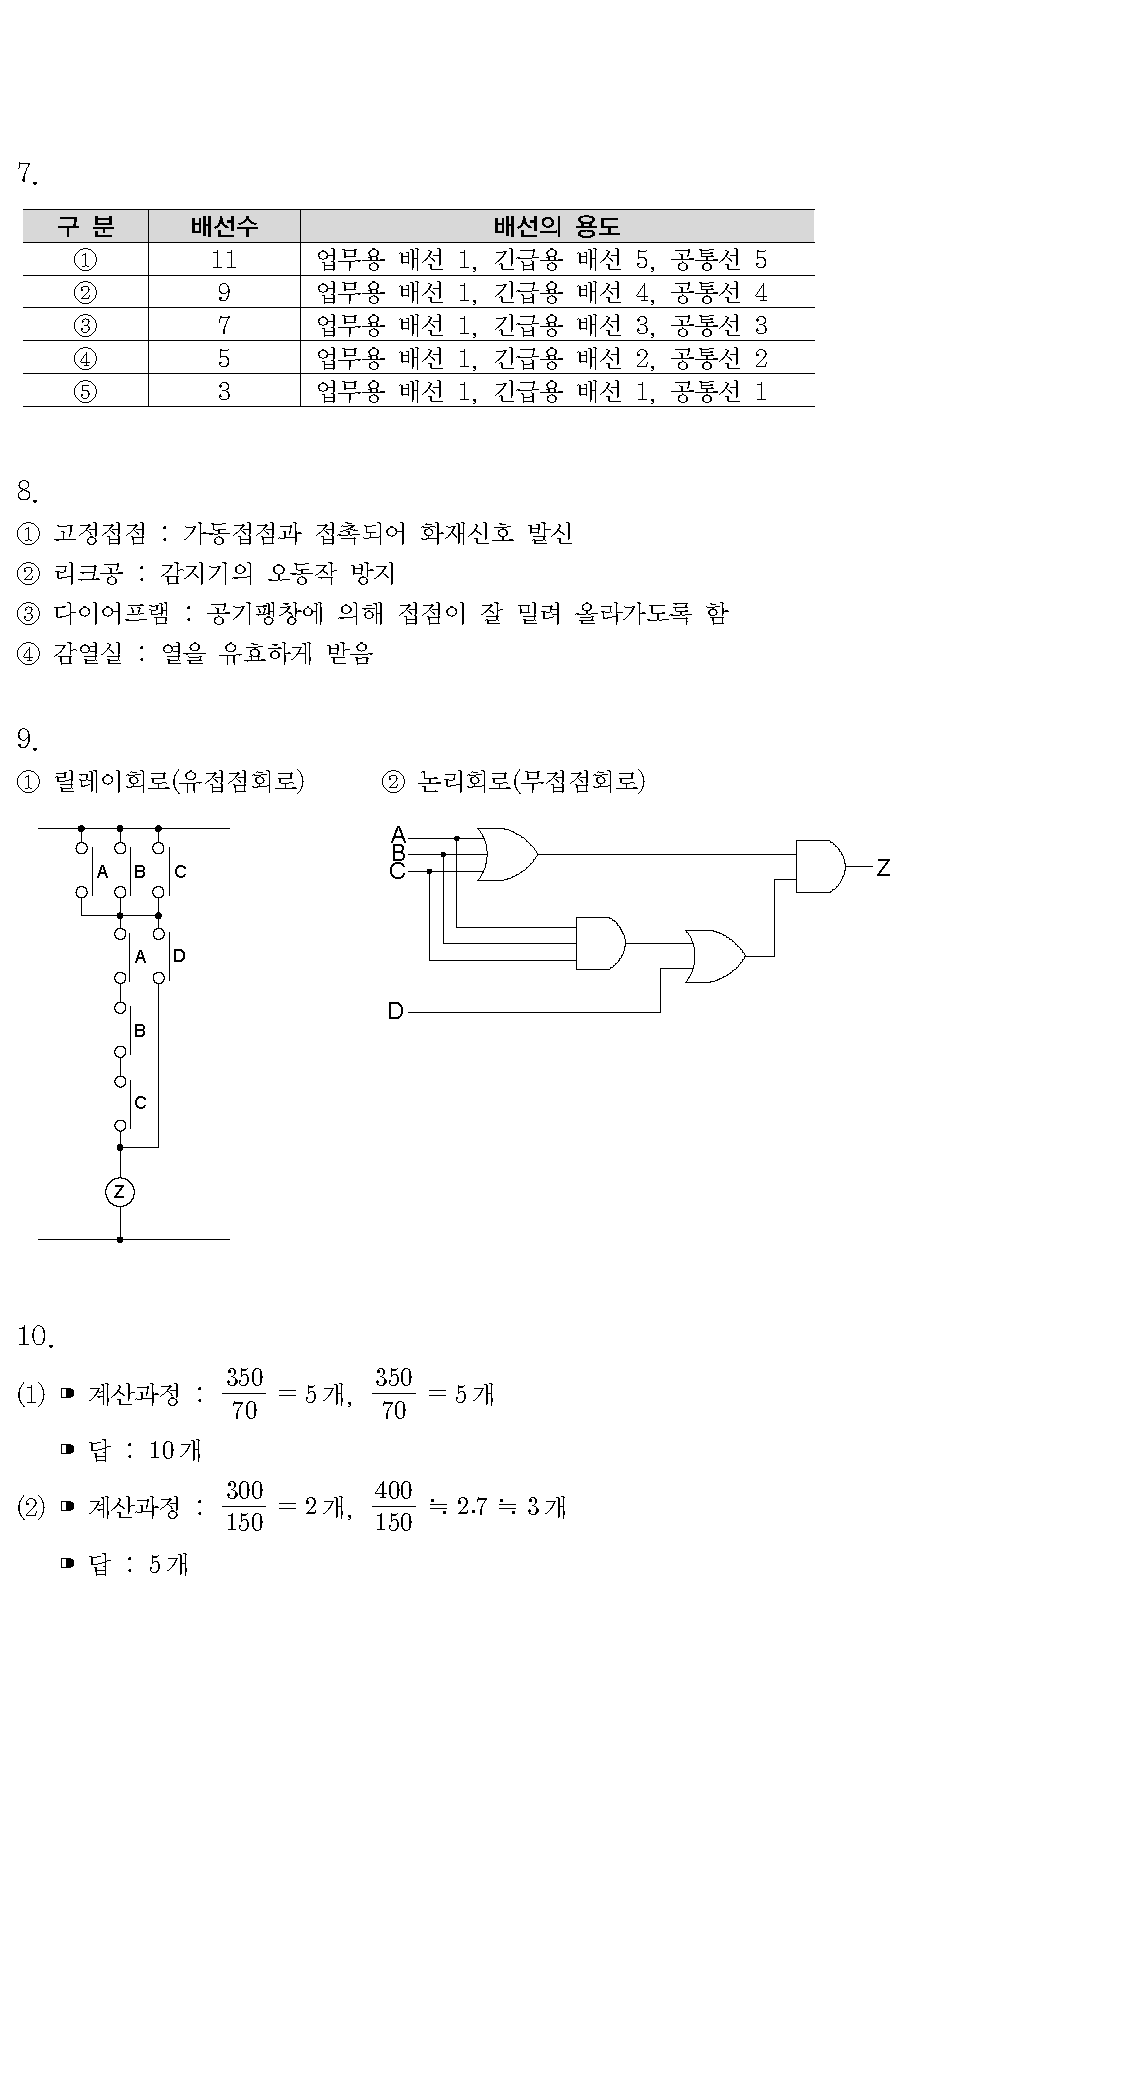 7.
구 분 배선수 배선의 용도
① 11 업무용 배선 1, 긴급용 배선 5, 공통선 5
② 9 업무용 배선 1, 긴급용 배선 4, 공통선 4
③ 7 업무용 배선 1, 긴급용 배선 3, 공통선 3
④ 5 업무용 배선 1, 긴급용 배선 2, 공통선 2
⑤ 3 업무용 배선 1, 긴급용 배선 1, 공통선 1
8.
① 고정접점 : 가동접점과 접촉되어 화재신호 발신
② 리크공 : 감지기의 오동작 방지
③ 다이어프램 : 공기팽창에 의해 접점이 잘 밀려 올라가도록 함
④ 감열실 : 열을 유효하게 받음
9.
① 릴레이회로(유접점회로) ② 논리회로(무접점회로)
A B C
A D
B
C
Z
A
B
C
Z
D
10.
(1) ➠ 계산과정 : 350/70 = 5개, 350/70 = 5개
➠ 답 : 10개
(2) ➠ 계산과정 : 300/150 = 2개, 400/150 ≒ 2.7 ≒ 3개
➠ 답 : 5개